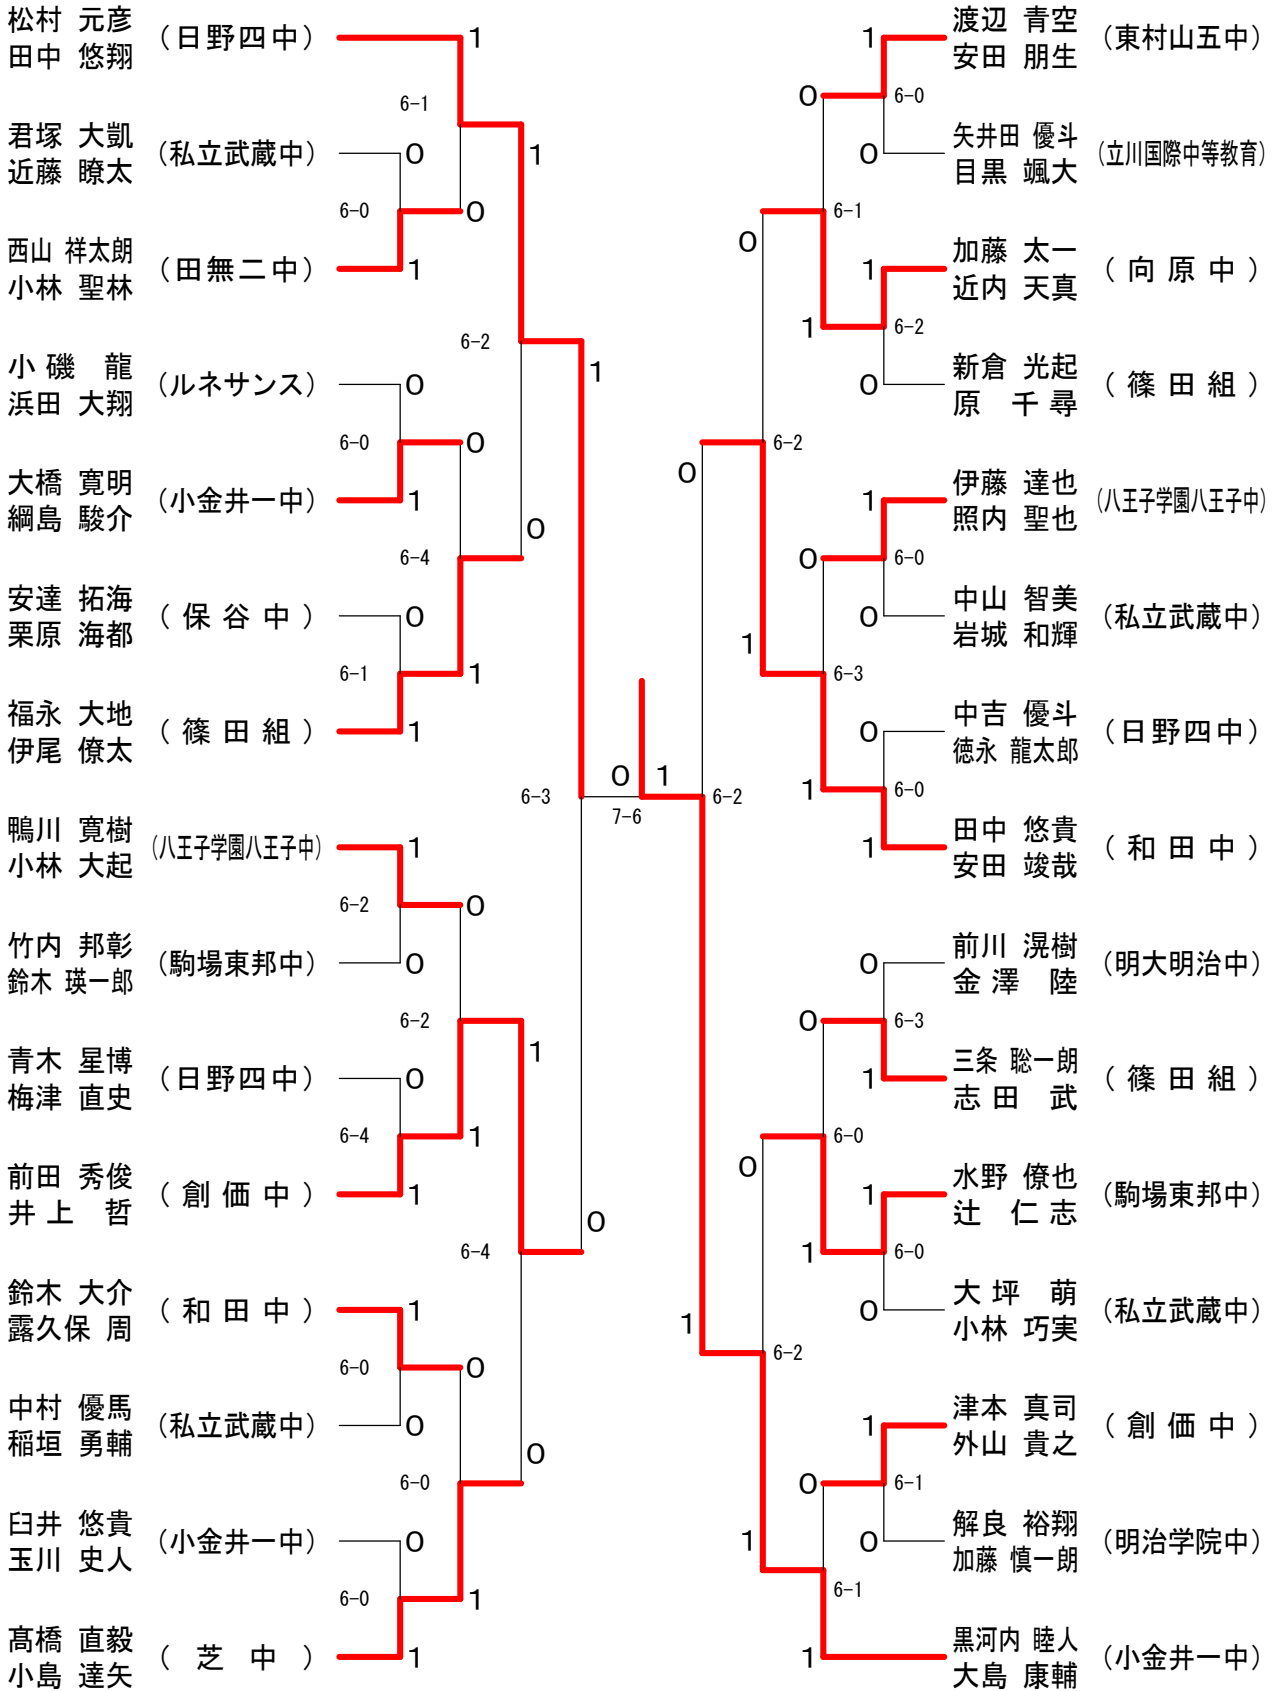 松村 元彦
田中 悠翔
(日野四中)
1
6-1
君塚 大凱
近藤 瞭太
(私立武蔵中)
0
1
6-0
0
西山 祥太朗
小林 聖林
(田無二中)
1
6-2
小磯 龍
浜田 大翔
(ルネサンス)
0
1
6-0
0
大橋 寛明
綱島 駿介
(小金井一中)
1
0
6-4
安達 拓海
栗原 海都
(保谷中)
0
6-1
1
福永 大地
伊尾 僚太
(篠田組)
1
6-3
0
1
7-6
鴨川 寛樹
小林 大起
(八王子学園八王子中)
1
6-2
0
竹内 邦彰
鈴木 瑛一郎
(駒場東邦中)
0
6-2
1
青木 星博
梅津 直史
(日野四中)
0
6-4
1
前田 秀俊
井上 哲
(創価中)
1
0
6-4
鈴木 大介
露久保 周
(和田中)
1
6-0
0
中村 優馬
稲垣 勇輔
(私立武蔵中)
0
0
6-0
臼井 悠貴
玉川 史人
(小金井一中)
0
6-0
1
髙橋 直毅
小島 達矢
(芝中)
1
1
渡辺 青空
安田 朋生
(東村山五中)
0
6-0
0
矢井田 優斗
目黒 颯大
(立川国際中等教育)
6-1
0
1
加藤 太一
近内 天真
(向原中)
1
6-2
0
新倉 光起
原 千尋
(篠田組)
6-2
0
1
伊藤 達也
照内 聖也
(八王子学園八王子中)
0
6-0
0
中山 智美
岩城 和輝
(私立武蔵中)
1
6-3
0
中吉 優斗
徳永 龍太郎
(日野四中)
1
6-0
6-2
1
田中 悠貴
安田 竣哉
(和田中)
0
前川 滉樹
金澤 陸
(明大明治中)
0
6-3
1
三条 聡一朗
志田 武
(篠田組)
6-0
0
1
水野 僚也
辻 仁志
(駒場東邦中)
1
6-0
0
大坪 萌
小林 巧実
(私立武蔵中)
1
6-2
1
津本 真司
外山 貴之
(創価中)
0
6-1
1
0
解良 裕翔
加藤 慎一朗
(明治学院中)
6-1
1
黒河内 睦人
大島 康輔
(小金井一中)